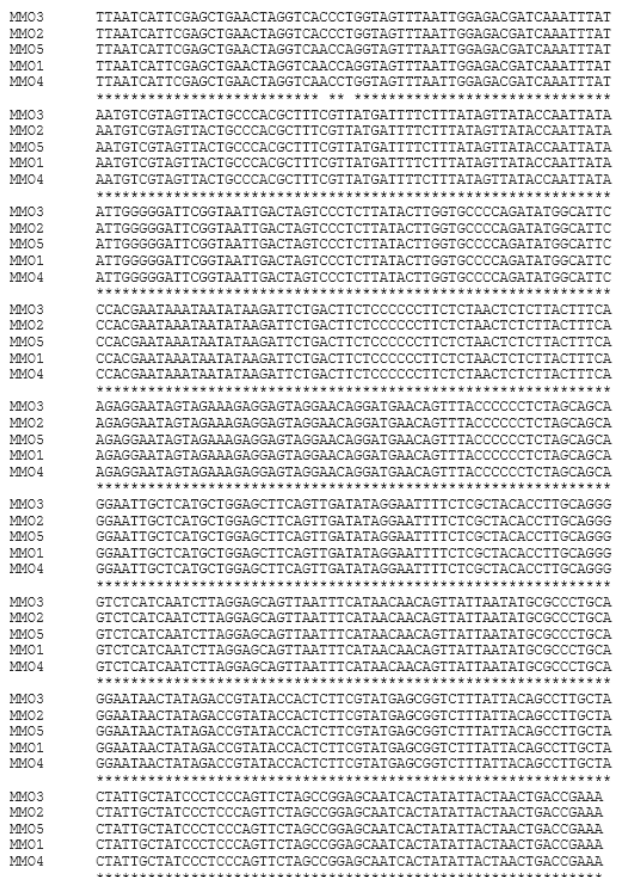 MMO3 TTAATCATTCGAGCTGAACTAGGTCACCCTGGTAGTTTAATTGGAGACGATCAAATTTAT
MMO2 TTAATCATTCGAGCTGAACTAGGTCACCCTGGTAGTTTAATTGGAGACGATCAAATTTAT
MMO5 TTAATCATTCGAGCTGAACTAGGTCAACCAGGTAGTTTAATTGGAGACGATCAAATTTAT
MMO1 TTAATCATTCGAGCTGAACTAGGTCAACCAGGTAGTTTAATTGGAGACGATCAAATTTAT
MMO4 TTAATCATTCGAGCTGAACTAGGTCAACCTGGTAGTTTAATTGGAGACGATCAAATTTAT
************************** ** ******************************
MMO3 AATGTCGTAGTTACTGCCCACGCTTTCGTTATGATTTTCTTTATAGTTATACCAATTATA
MMO2 AATGTCGTAGTTACTGCCCACGCTTTCGTTATGATTTTCTTTATAGTTATACCAATTATA
MMO5 AATGTCGTAGTTACTGCCCACGCTTTCGTTATGATTTTCTTTATAGTTATACCAATTATA
MMO1 AATGTCGTAGTTACTGCCCACGCTTTCGTTATGATTTTCTTTATAGTTATACCAATTATA
MMO4 AATGTCGTAGTTACTGCCCACGCTTTCGTTATGATTTTCTTTATAGTTATACCAATTATA
************************************************************
MMO3 ATTGGGGGATTCGGTAATTGACTAGTCCCTCTTATACTTGGTGCCCCAGATATGGCATTC
MMO2 ATTGGGGGATTCGGTAATTGACTAGTCCCTCTTATACTTGGTGCCCCAGATATGGCATTC
MMO5 ATTGGGGGATTCGGTAATTGACTAGTCCCTCTTATACTTGGTGCCCCAGATATGGCATTC
MMO1 ATTGGGGGATTCGGTAATTGACTAGTCCCTCTTATACTTGGTGCCCCAGATATGGCATTC
MMO4 ATTGGGGGATTCGGTAATTGACTAGTCCCTCTTATACTTGGTGCCCCAGATATGGCATTC
************************************************************
MMO3 CCACGAATAAATAATATAAGATTCTGACTTCTCCCCCCTTCTCTAACTCTCTTACTTTCA
MMO2 CCACGAATAAATAATATAAGATTCTGACTTCTCCCCCCTTCTCTAACTCTCTTACTTTCA
MMO5 CCACGAATAAATAATATAAGATTCTGACTTCTCCCCCCTTCTCTAACTCTCTTACTTTCA
MMO1 CCACGAATAAATAATATAAGATTCTGACTTCTCCCCCCTTCTCTAACTCTCTTACTTTCA
MMO4 CCACGAATAAATAATATAAGATTCTGACTTCTCCCCCCTTCTCTAACTCTCTTACTTTCA
************************************************************
MMO3 AGAGGAATAGTAGAAAGAGGAGTAGGAACAGGATGAACAGTTTACCCCCCTCTAGCAGCA
MMO2 AGAGGAATAGTAGAAAGAGGAGTAGGAACAGGATGAACAGTTTACCCCCCTCTAGCAGCA
MMO5 AGAGGAATAGTAGAAAGAGGAGTAGGAACAGGATGAACAGTTTACCCCCCTCTAGCAGCA
MMO1 AGAGGAATAGTAGAAAGAGGAGTAGGAACAGGATGAACAGTTTACCCCCCTCTAGCAGCA
MMO4 AGAGGAATAGTAGAAAGAGGAGTAGGAACAGGATGAACAGTTTACCCCCCTCTAGCAGCA
************************************************************
MMO3 GGAATTGCTCATGCTGGAGCTTCAGTTGATATAGGAATTTTCTCGCTACACCTTGCAGGG
MMO2 GGAATTGCTCATGCTGGAGCTTCAGTTGATATAGGAATTTTCTCGCTACACCTTGCAGGG
MMO5 GGAATTGCTCATGCTGGAGCTTCAGTTGATATAGGAATTTTCTCGCTACACCTTGCAGGG
MMO1 GGAATTGCTCATGCTGGAGCTTCAGTTGATATAGGAATTTTCTCGCTACACCTTGCAGGG
MMO4 GGAATTGCTCATGCTGGAGCTTCAGTTGATATAGGAATTTTCTCGCTACACCTTGCAGGG
************************************************************
MMO3 GTCTCATCAATCTTAGGAGCAGTTAATTTCATAACAACAGTTATTAATATGCGCCCTGCA
MMO2 GTCTCATCAATCTTAGGAGCAGTTAATTTCATAACAACAGTTATTAATATGCGCCCTGCA
MMO5 GTCTCATCAATCTTAGGAGCAGTTAATTTCATAACAACAGTTATTAATATGCGCCCTGCA
MMO1 GTCTCATCAATCTTAGGAGCAGTTAATTTCATAACAACAGTTATTAATATGCGCCCTGCA
MMO4 GTCTCATCAATCTTAGGAGCAGTTAATTTCATAACAACAGTTATTAATATGCGCCCTGCA
************************************************************
MMO3 GGAATAACTATAGACCGTATACCACTCTTCGTATGAGCGGTCTTTATTACAGCCTTGCTA
MMO2 GGAATAACTATAGACCGTATACCACTCTTCGTATGAGCGGTCTTTATTACAGCCTTGCTA
MMO5 GGAATAACTATAGACCGTATACCACTCTTCGTATGAGCGGTCTTTATTACAGCCTTGCTA
MMO1 GGAATAACTATAGACCGTATACCACTCTTCGTATGAGCGGTCTTTATTACAGCCTTGCTA
MMO4 GGAATAACTATAGACCGTATACCACTCTTCGTATGAGCGGTCTTTATTACAGCCTTGCTA
************************************************************
MMO3 CTATTGCTATCCCTCCCAGTTCTAGCCGGAGCAATCACTATATTACTAACTGACCGAAA
MMO2 CTATTGCTATCCCTCCCAGTTCTAGCCGGAGCAATCACTATATTACTAACTGACCGAAA
MMO5 CTATTGCTATCCCTCCCAGTTCTAGCCGGAGCAATCACTATATTACTAACTGACCGAAA
MMO1 CTATTGCTATCCCTCCCAGTTCTAGCCGGAGCAATCACTATATTACTAACTGACCGAAA
MMO4 CTATTGCTATCCCTCCCAGTTCTAGCCGGAGCAATCACTATATTACTAACTGACCGAAA
***********************************************************